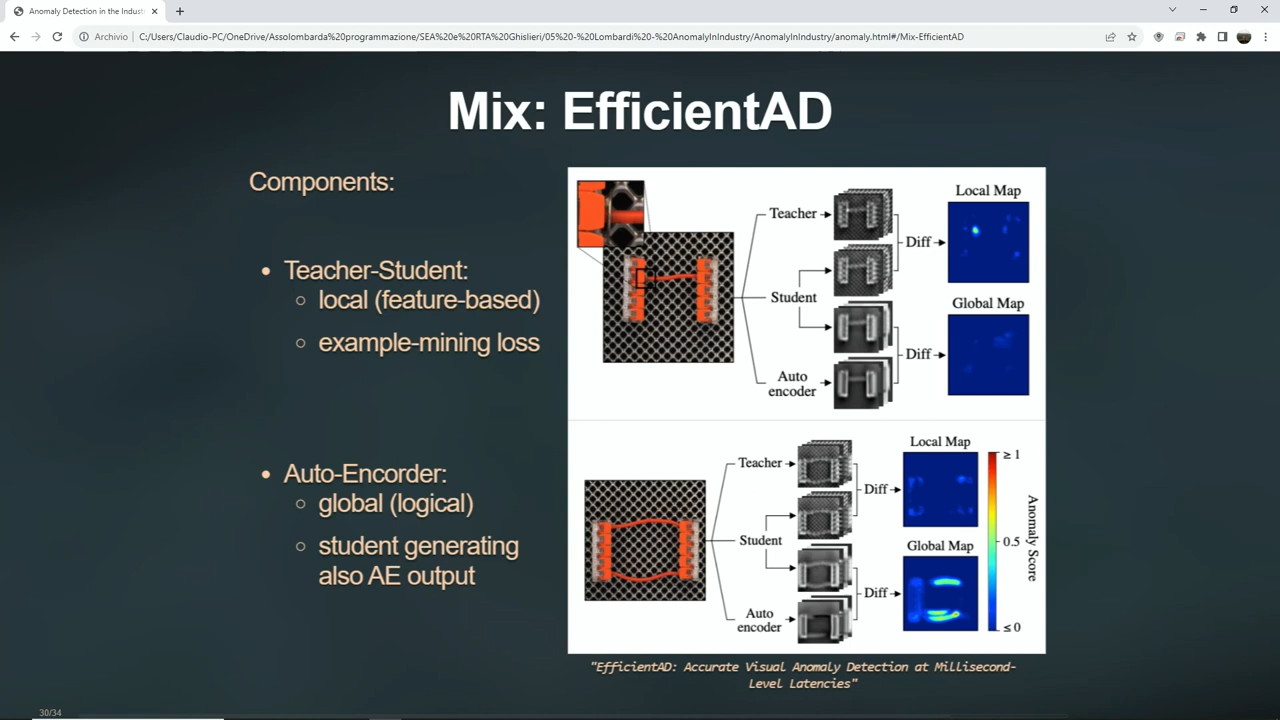 Anomaly Detection in the Indust
Archivio
C:/Users/Claudio-PC/OneDrive/Assolombarda%20programmazione/SEA%20e%20RTA%20Ghislieri/05%20-%20Lombardi%20-%20AnomalyInIndustry/AnomalyInIndustry/anomaly.html#/Mix-EfficientAD
Mix: EfficientAD
Components:
Teacher-Student:
local (feature-based)
example-mining loss
Auto-Encorder:
global (logical)
student generating
also AE output
Teacher
Student
Auto
encoder
Diff
Diff
Local Map
Global Map
Teacher
Student
Auto
encoder
Diff
Diff
Local Map
Global Map
≥ 1
0.5
≤ 0
Anomaly Score
"EfficientAD: Accurate Visual Anomaly Detection at Millisecond-
Level Latencies"
30/34